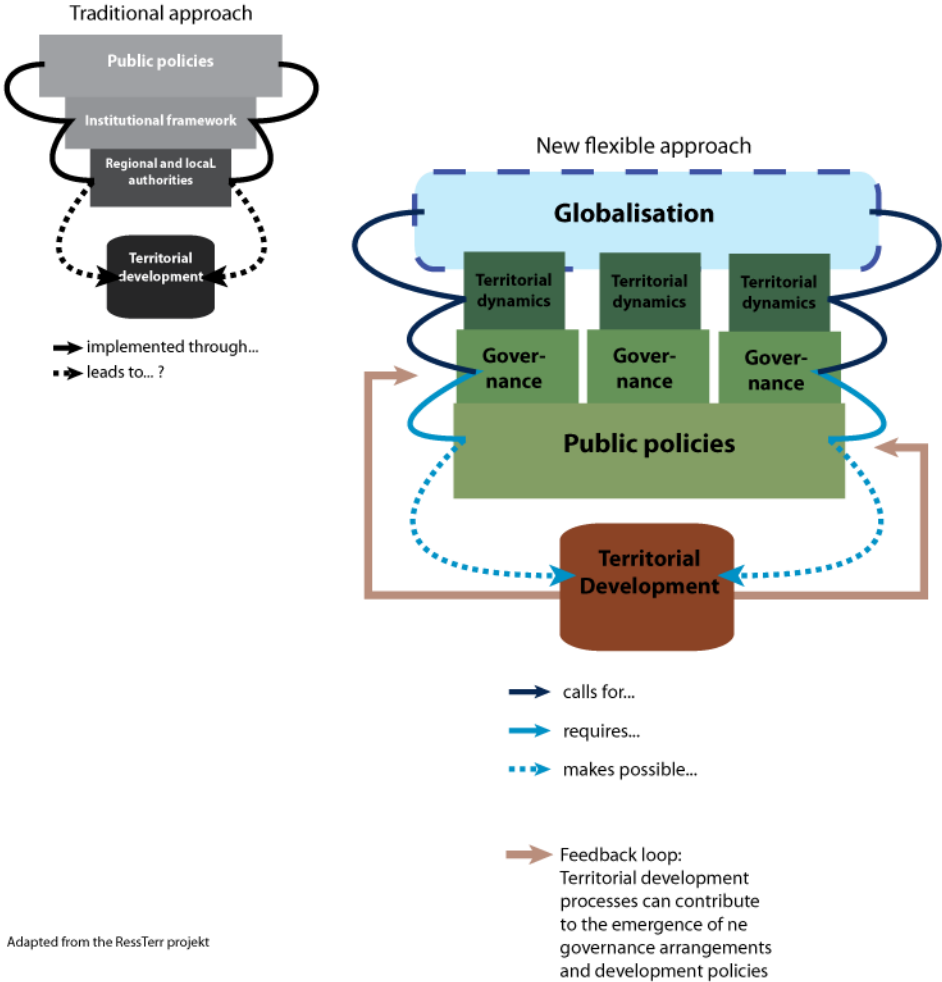 Traditional approach
Public policies
Institutional framework
Regional and locaL
authorities
Territorial
development
implemented through...
leads to... ?
New flexible approach
Globalisation
Territorial
dynamics
Territorial
dynamics
Territorial
dynamics
Gover-
nance
Gover-
nance
Gover-
nance
Public policies
Territorial
Development
calls for...
requires...
makes possible...
Feedback loop:
Territorial development
processes can contribute
to the emergence of ne
governance arrangements
and development policies
Adapted from the RessTerr projekt